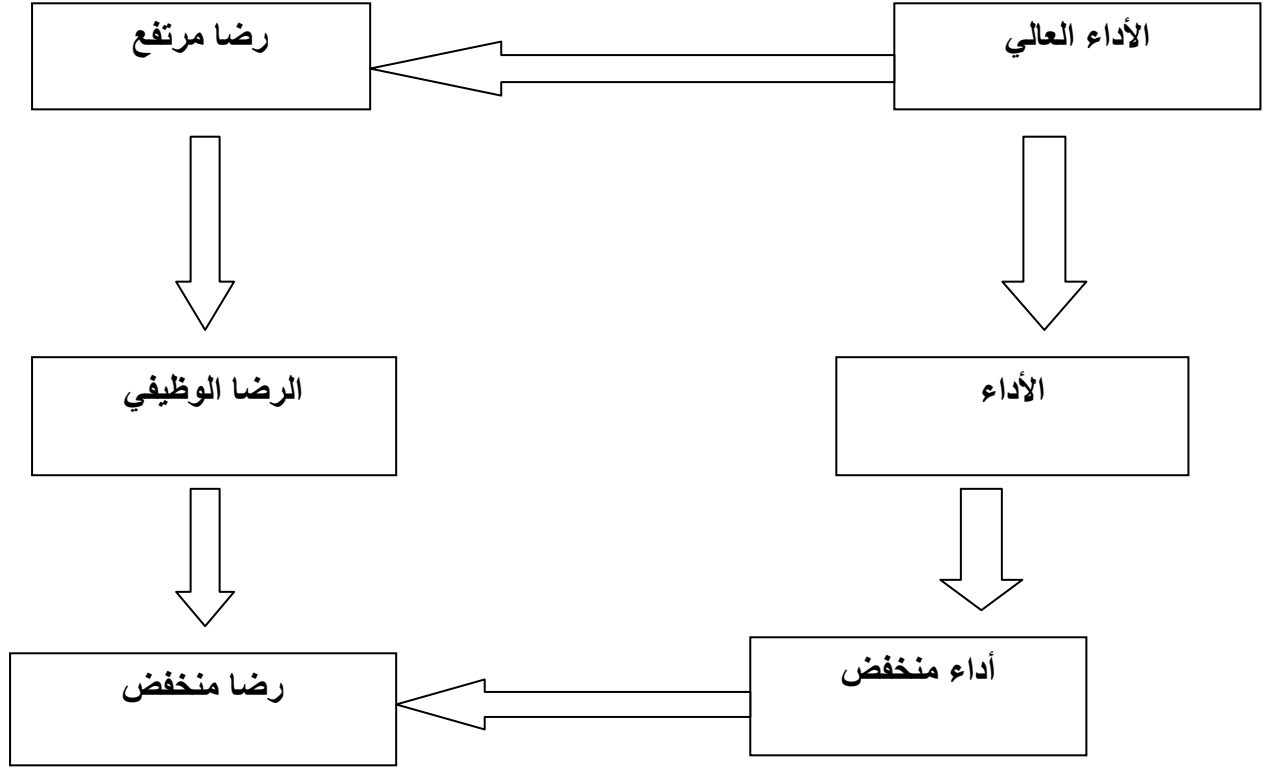 الأداء العالي
رضا مرتفع
الأداء
الرضا الوظيفي
أداء منخفض
رضا منخفض